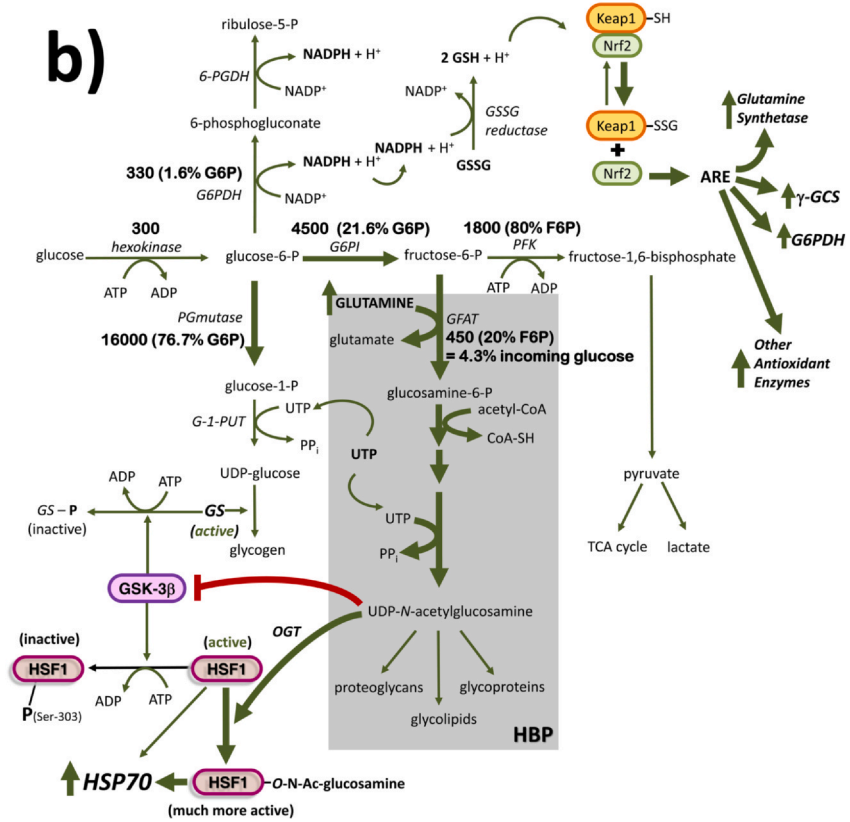 b)
ribulose-5-P
6-PGDH
NADPH + H⁺
NADP⁺
6-phosphogluconate
330 (1.6% G6P)
G6PDH
NADPH + H⁺
NADP⁺
NADPH + H⁺
NADP⁺
2 GSH + H⁺
GSSG
reductase
GSSG
Keap1
–SH
Nrf2
Keap1
–SSG
+
Nrf2
ARE
Glutamine
Synthetase
γ-GCS
G6PDH
Other
Antioxidant
Enzymes
glucose
300
hexokinase
ATP
ADP
glucose-6-P
4500 (21.6% G6P)
G6PI
fructose-6-P
1800 (80% F6P)
PFK
ATP
ADP
fructose-1,6-bisphosphate
PGmutase
16000 (76.7% G6P)
GLUTAMINE
glutamate
GFAT
450 (20% F6P)
= 4.3% incoming glucose
glucose-1-P
G-1-PUT
UTP
PPi
UTP
glucosamine-6-P
acetyl-CoA
CoA-SH
UDP-glucose
ADP
ATP
GS – P
(inactive)
GS
(active)
glycogen
UTP
PPi
pyruvate
TCA cycle
lactate
GSK-3β
UDP-N-acetylglucosamine
OGT
proteoglycans
glycoproteins
glycolipids
HBP
(inactive)
HSF1
P(Ser-303)
(active)
HSF1
ADP
ATP
HSP70
HSF1
–O-N-Ac-glucosamine
(much more active)